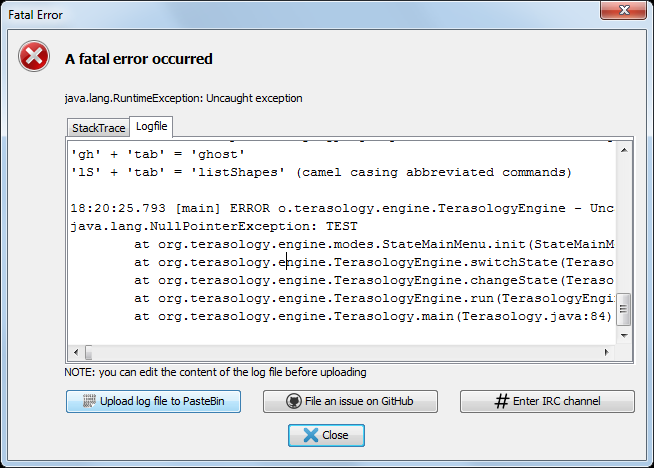 Fatal Error
A fatal error occurred
java.lang.RuntimeException: Uncaught exception
StackTrace Logfile
'gh' + 'tab' = 'ghost'
'lS' + 'tab' = 'listShapes' (camel casing abbreviated commands)
18:20:25.793 [main] ERROR o.terasology.engine.TerasologyEngine - Unc
java.lang.NullPointerException: TEST
at org.terasology.engine.modes.StateMainMenu.init(StateMainM
at org.terasology.engine.TerasologyEngine.switchState(Teraso
at org.terasology.engine.TerasologyEngine.changeState(Teraso
at org.terasology.engine.TerasologyEngine.run(TerasologyEngin
at org.terasology.engine.Terasology.main(Terasology.java:84)
NOTE: you can edit the content of the log file before uploading
Upload log file to PasteBin File an issue on GitHub # Enter IRC channel
Close